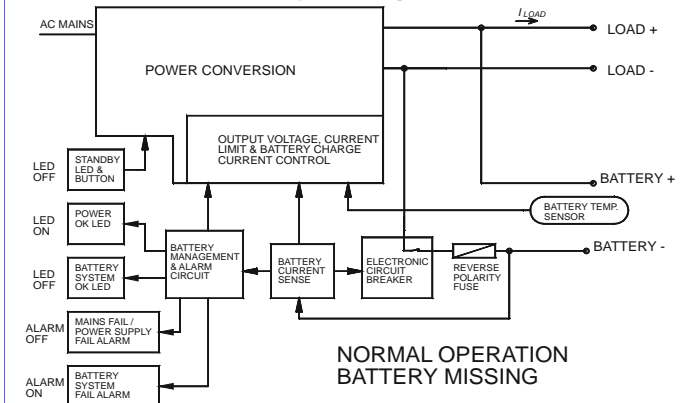 AC MAINS
I LOAD
LOAD +
POWER CONVERSION
LOAD -
OUTPUT VOLTAGE, CURRENT
LIMIT & BATTERY CHARGE
CURRENT CONTROL
LED
OFF
STANDBY
LED &
BUTTON
BATTERY +
BATTERY TEMP.
SENSOR
LED
ON
POWER
OK LED
BATTERY
MANAGEMENT
& ALARM
CIRCUIT
BATTERY
CURRENT
SENSE
ELECTRONIC
CIRCUIT
BREAKER
REVERSE
POLARITY
FUSE
BATTERY -
LED
OFF
BATTERY
SYSTEM
OK LED
ALARM
OFF
MAINS FAIL /
POWER SUPPLY
FAIL ALARM
NORMAL OPERATION
BATTERY MISSING
ALARM
ON
BATTERY
SYSTEM
FAIL ALARM